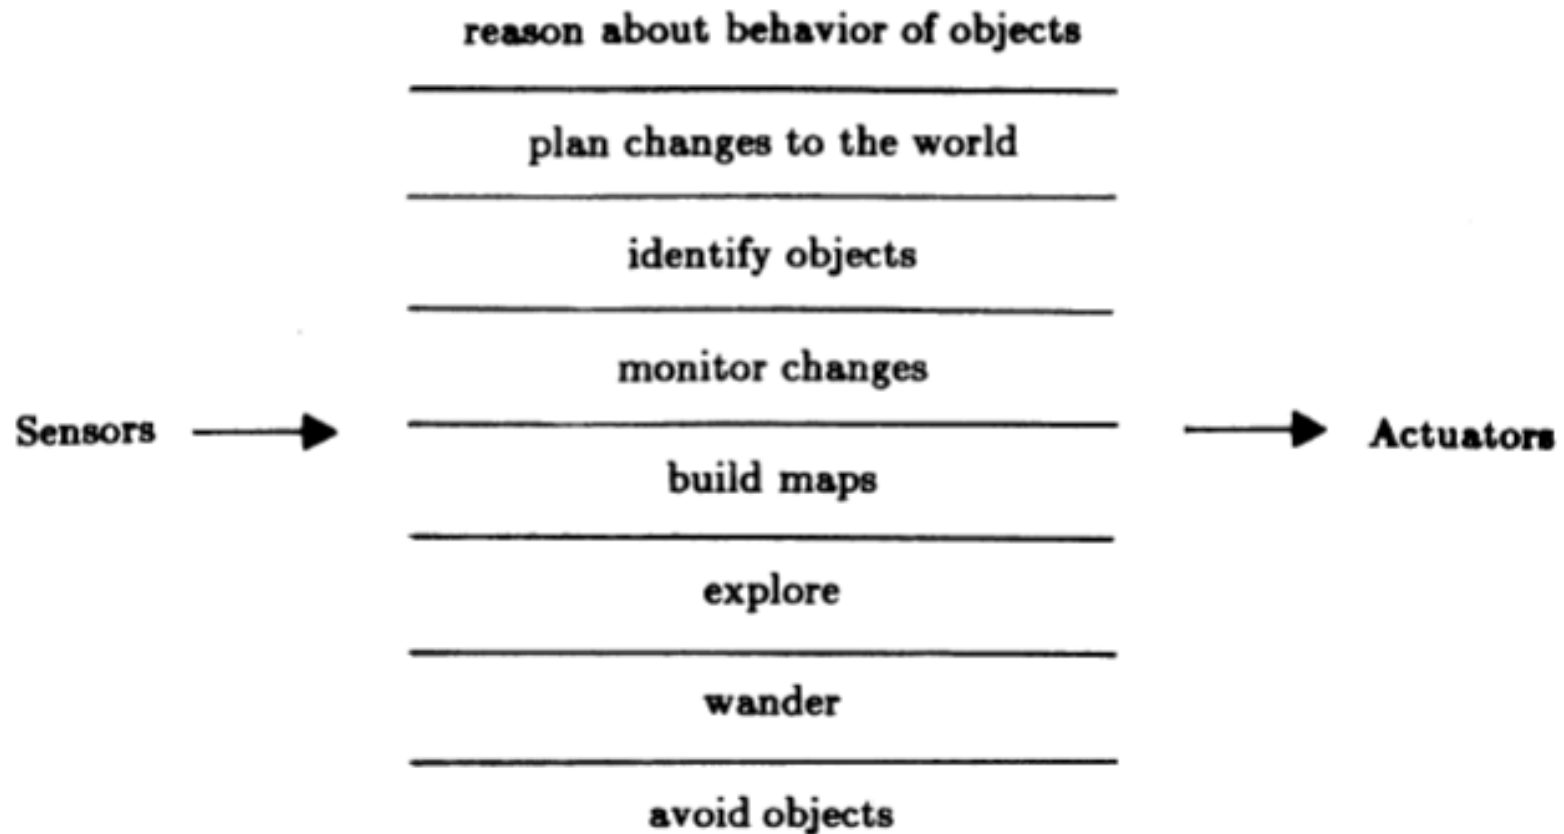 reason about behavior of objects
plan changes to the world
identify objects
monitor changes
Sensors
Actuators
build maps
explore
wander
avoid objects